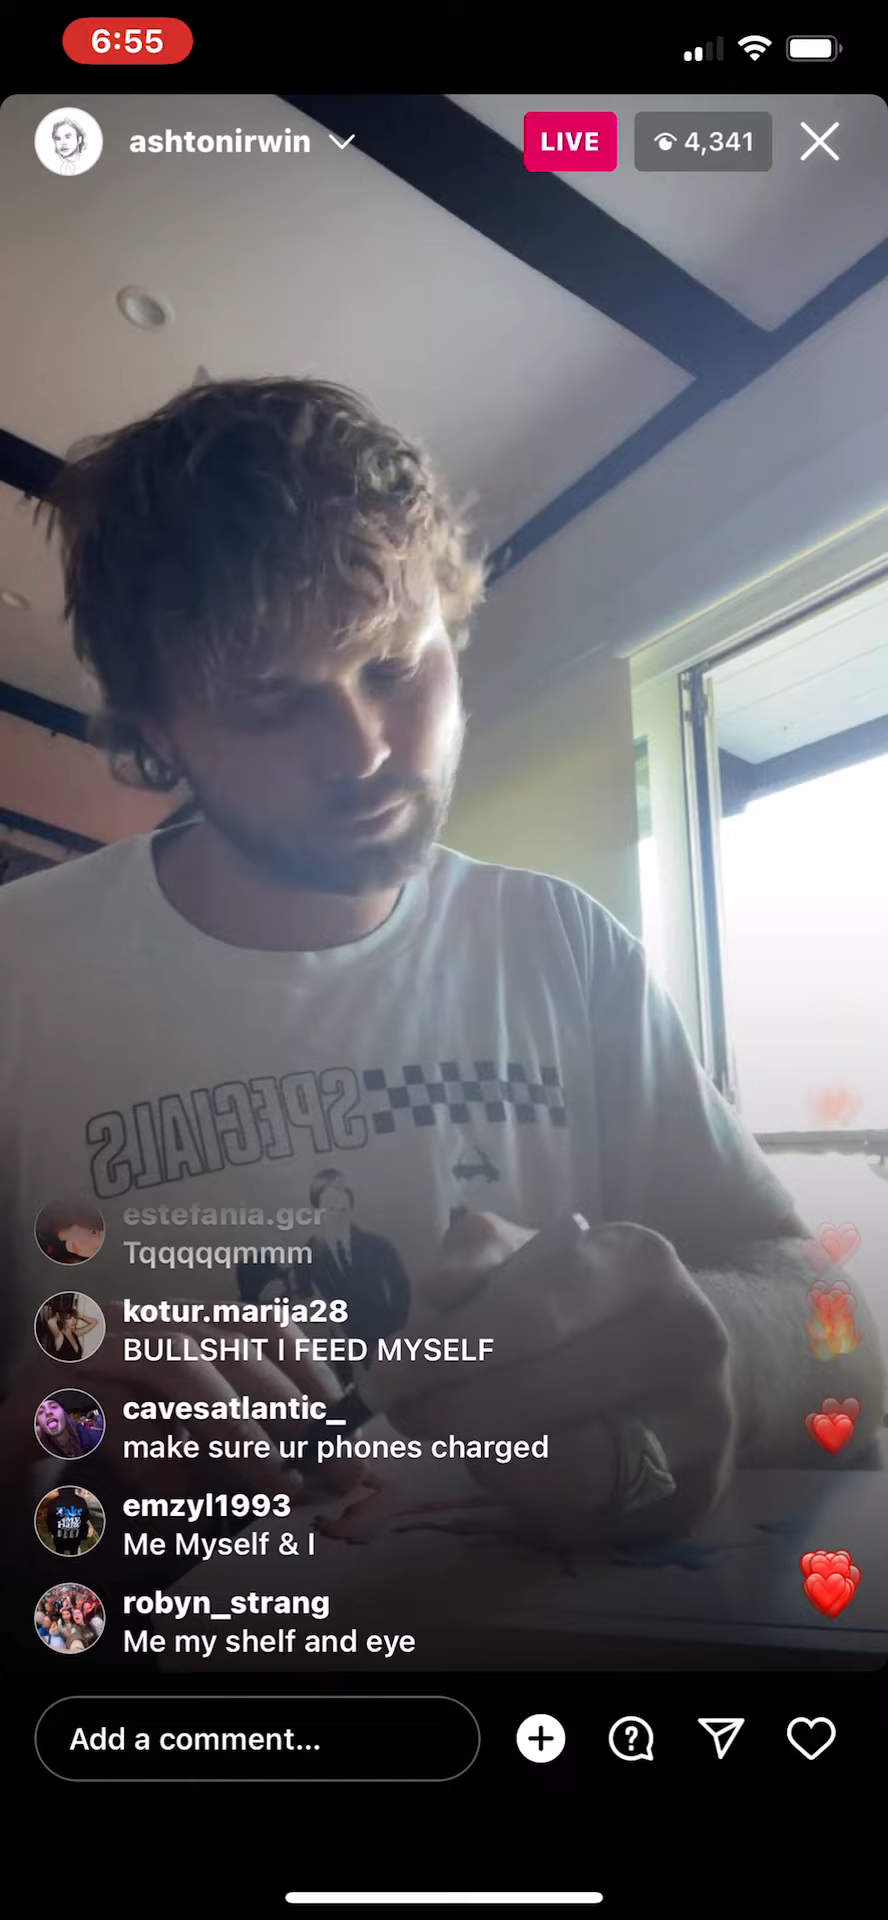 6:55
ashtonirwin
LIVE
4,341
SPECIALS
estefania.gcr
Tqqqqqmmm
kotur.marija28
BULLSHIT I FEED MYSELF
cavesatlantic_
make sure ur phones charged
emzyl1993
Me Myself & I
robyn_strang
Me my shelf and eye
Add a comment...